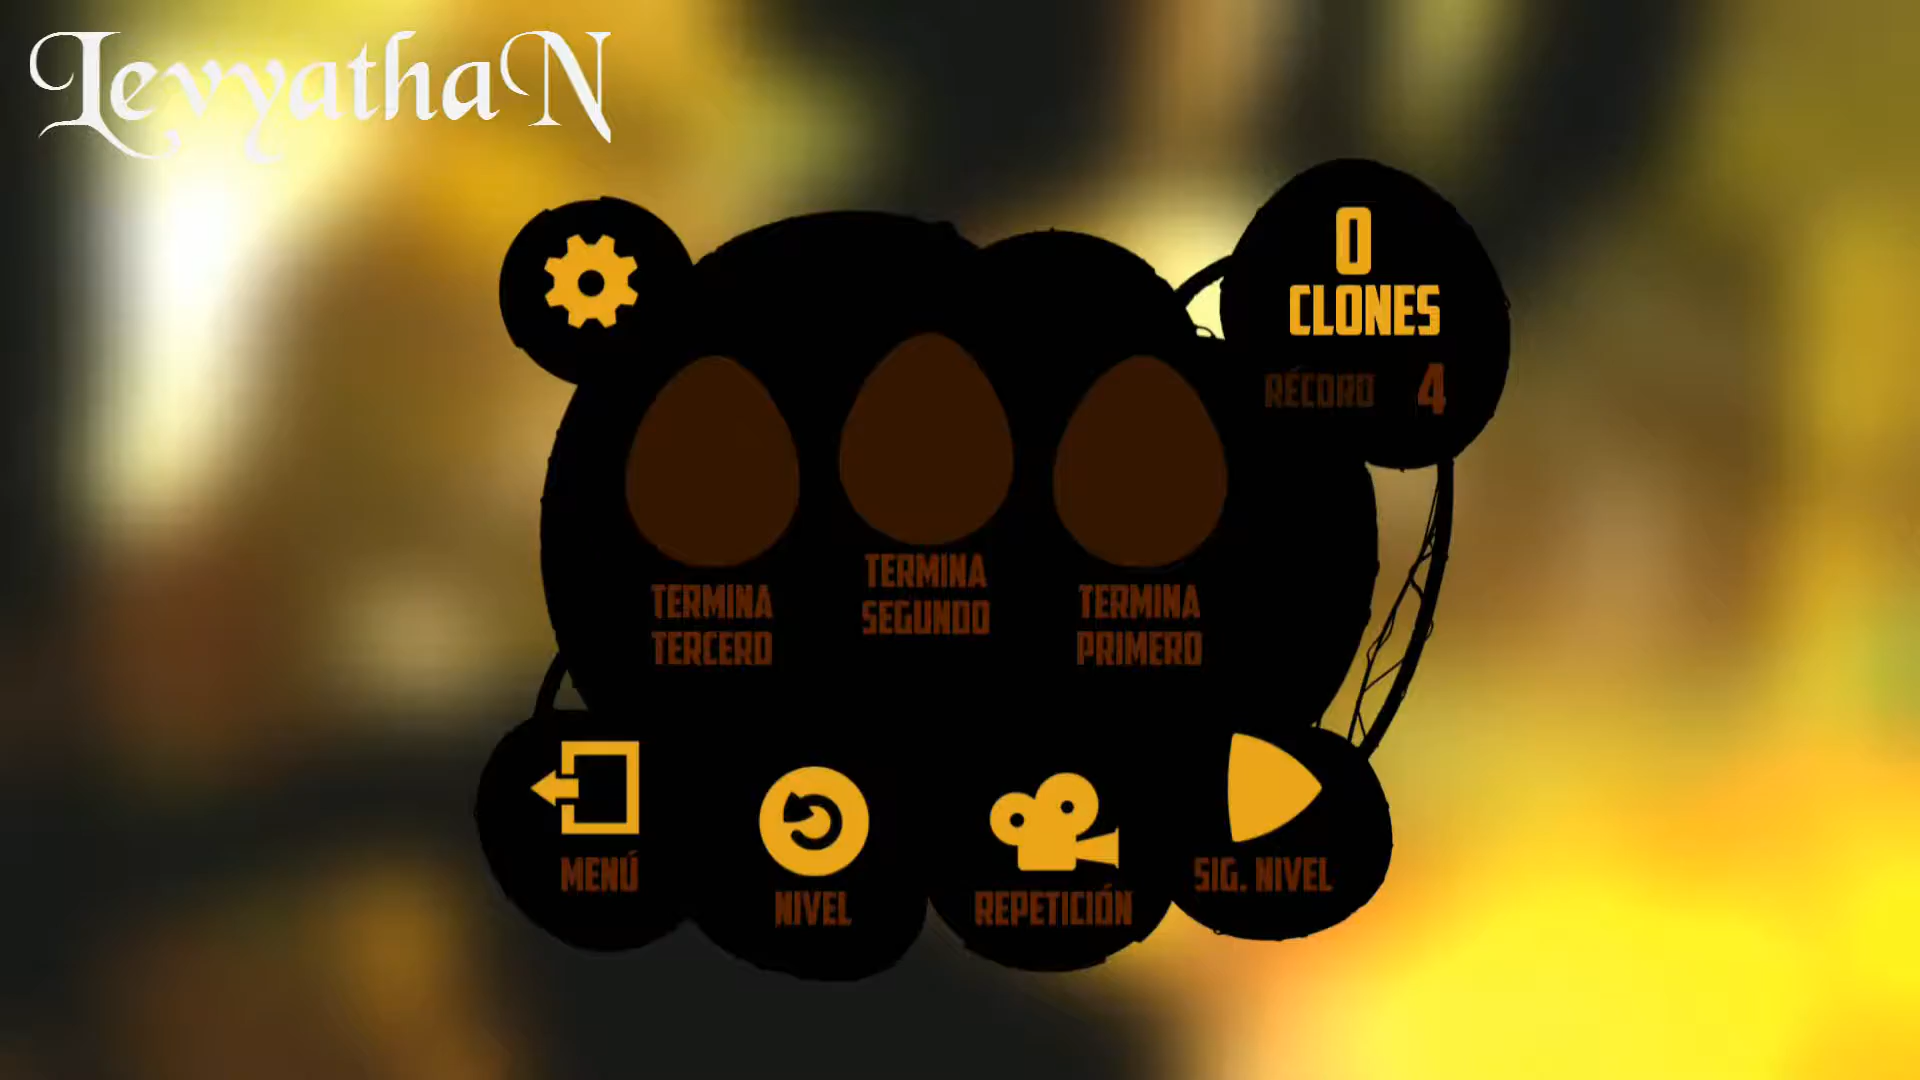 LevyathaN
0
CLONES
RÉCORD 4
TERMINA
TERCERO
TERMINA
SEGUNDO
TERMINA
PRIMERO
MENÚ
NIVEL
REPETICIÓN
SIG. NIVEL